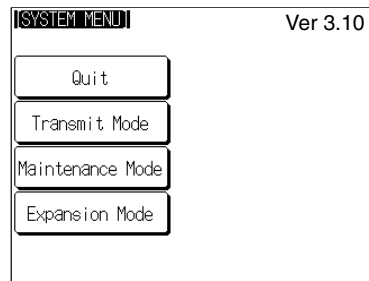 [SYSTEM MENU]
Ver 3.10
Quit
Transmit Mode
Maintenance Mode
Expansion Mode